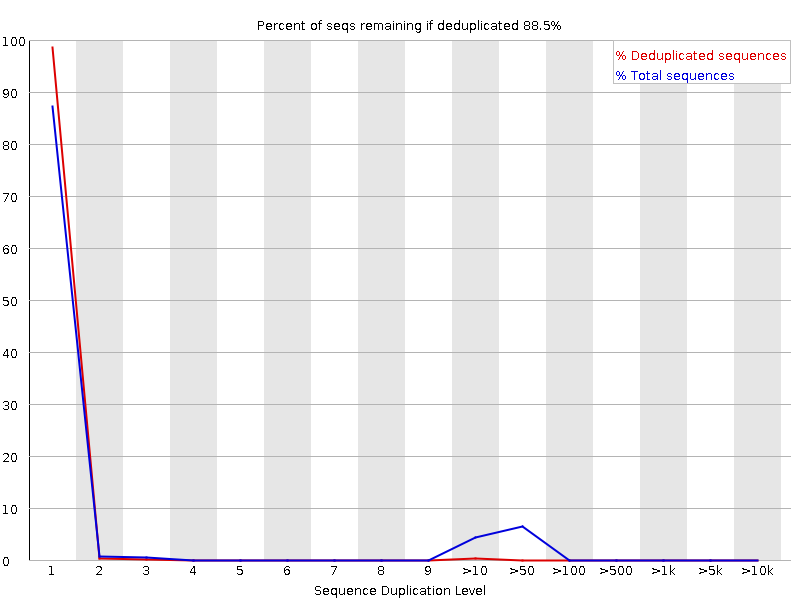 Percent of seqs remaining if deduplicated 88.5%
% Deduplicated sequences
% Total sequences
100
90
80
70
60
50
40
30
20
10
0
1 2 3 4 5 6 7 8 9 >10 >50 >100 >500 >1k >5k >10k
Sequence Duplication Level